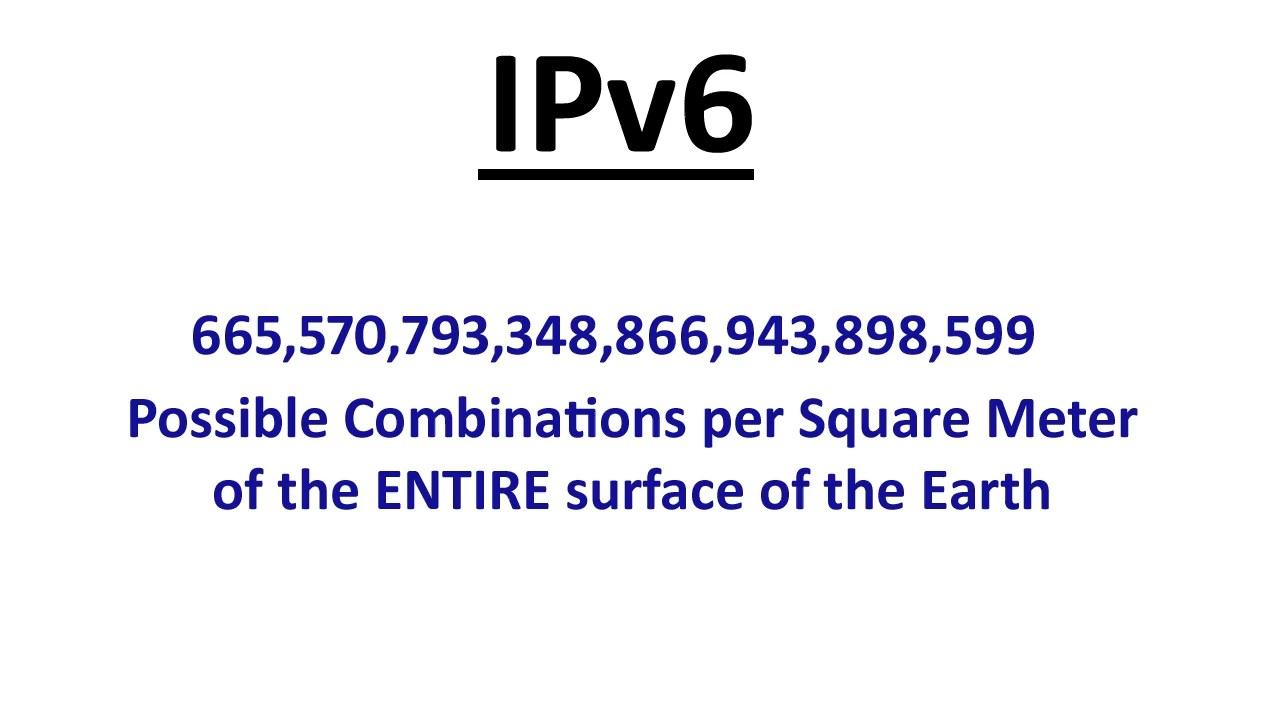 IPv6
665,570,793,348,866,943,898,599
Possible Combinations per Square Meter
of the ENTIRE surface of the Earth